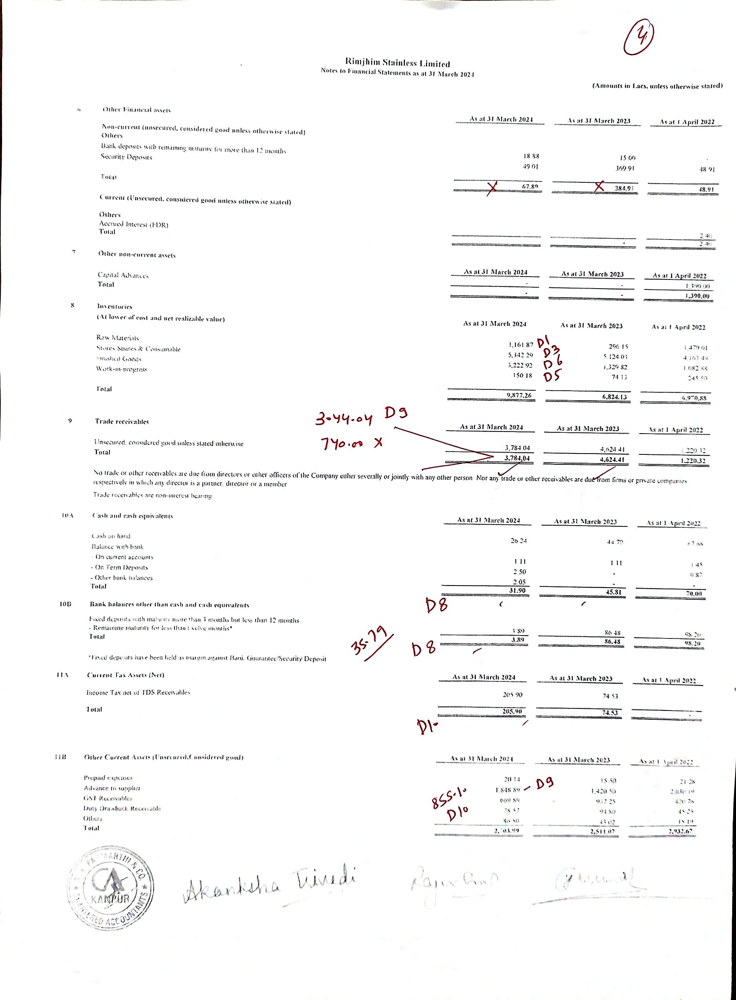 4
Rimjhim Stainless Limited
Notes to Financial Statements as at 31 March 2024
(Amounts in Lacs, unless otherwise stated)
6 Other Financial assets
As at 31 March 2024 As at 31 March 2023 As at 1 April 2022
Non-current (unsecured, considered good unless otherwise stated)
Others
Bank deposits with remaining maturity for more than 12 months 18.88 15.00 -
Security Deposits 49.01 369.91 48.91
Total X 67.89 X 384.91 48.91
Current (Unsecured, considered good unless otherwise stated)
Others
Accrued Interest (FDR) - - 2.40
Total - - 2.40
7 Other non-current assets
As at 31 March 2024 As at 31 March 2023 As at 1 April 2022
Capital Advances - - 1,390.00
Total - - 1,390.00
8 Inventories
(At lower of cost and net realizable value)
As at 31 March 2024 As at 31 March 2023 As at 1 April 2022
Raw Materials 1,161.87 D1 296.15 1,479.01
Stores Spares & Consumable 5,342.29 D3 5,124.03 4,163.49
Finished Goods 3,222.92 D6 1,329.82 1,082.88
Work-in-progress 150.18 D5 74.13 245.50
Total 9,877.26 6,824.13 6,970.88
3044.04 D9
9 Trade receivables
As at 31 March 2024 As at 31 March 2023 As at 1 April 2022
740.00 X
Unsecured, considered good unless stated otherwise 3,784.04 4,624.41 1,220.32
Total 3,784.04 4,624.41 1,220.32
No trade or other receivables are due from directors or other officers of the Company either severally or jointly with any other person Nor any trade or other receivables are due from firms or private companies
respectively in which any director is a partner, director or a member
Trade receivables are non-interest bearing
10A Cash and cash equivalents
As at 31 March 2024 As at 31 March 2023 As at 1 April 2022
Cash on hand 26.24 44.70 67.68
Balance with bank
- On current accounts 1.11 1.11 1.45
- On Term Deposits 2.50 - 0.87
- Other bank balances 2.05 - -
Total 31.90 45.81 70.00
D8
10B Bank balances other than cash and cash equivalents
Fixed deposits with maturity more than 3 months but less than 12 months
- Remaining maturity for less than twelve months* 3.89 86.48 98.20
Total 3.89 86.48 98.20
35.79 D8
*Fixed deposits have been held as margin against Bank Guarantee/Security Deposit
11A Current Tax Assets (Net)
As at 31 March 2024 As at 31 March 2023 As at 1 April 2022
Income Tax net of TDS Receivables 205.90 74.53
Total 205.90 74.53 -
D10
11B Other Current Assets (Unsecured,Considered good)
As at 31 March 2024 As at 31 March 2023 As at 1 April 2022
Prepaid expenses 20.14 15.50 21.28
Advance to supplier 1,848.89 - D9 1,420.50 2,030.19
GST Receivables 855.10 669.89 937.25 820.76
Duty Drawback Receivable D10 78.57 94.80 45.25
Others 86.50 43.02 15.19
Total 2,703.99 2,511.07 2,932.67
PARMARTHI & CO.
CA
KANPUR
CHARTERED ACCOUNTANTS
Akanksha Trivedi